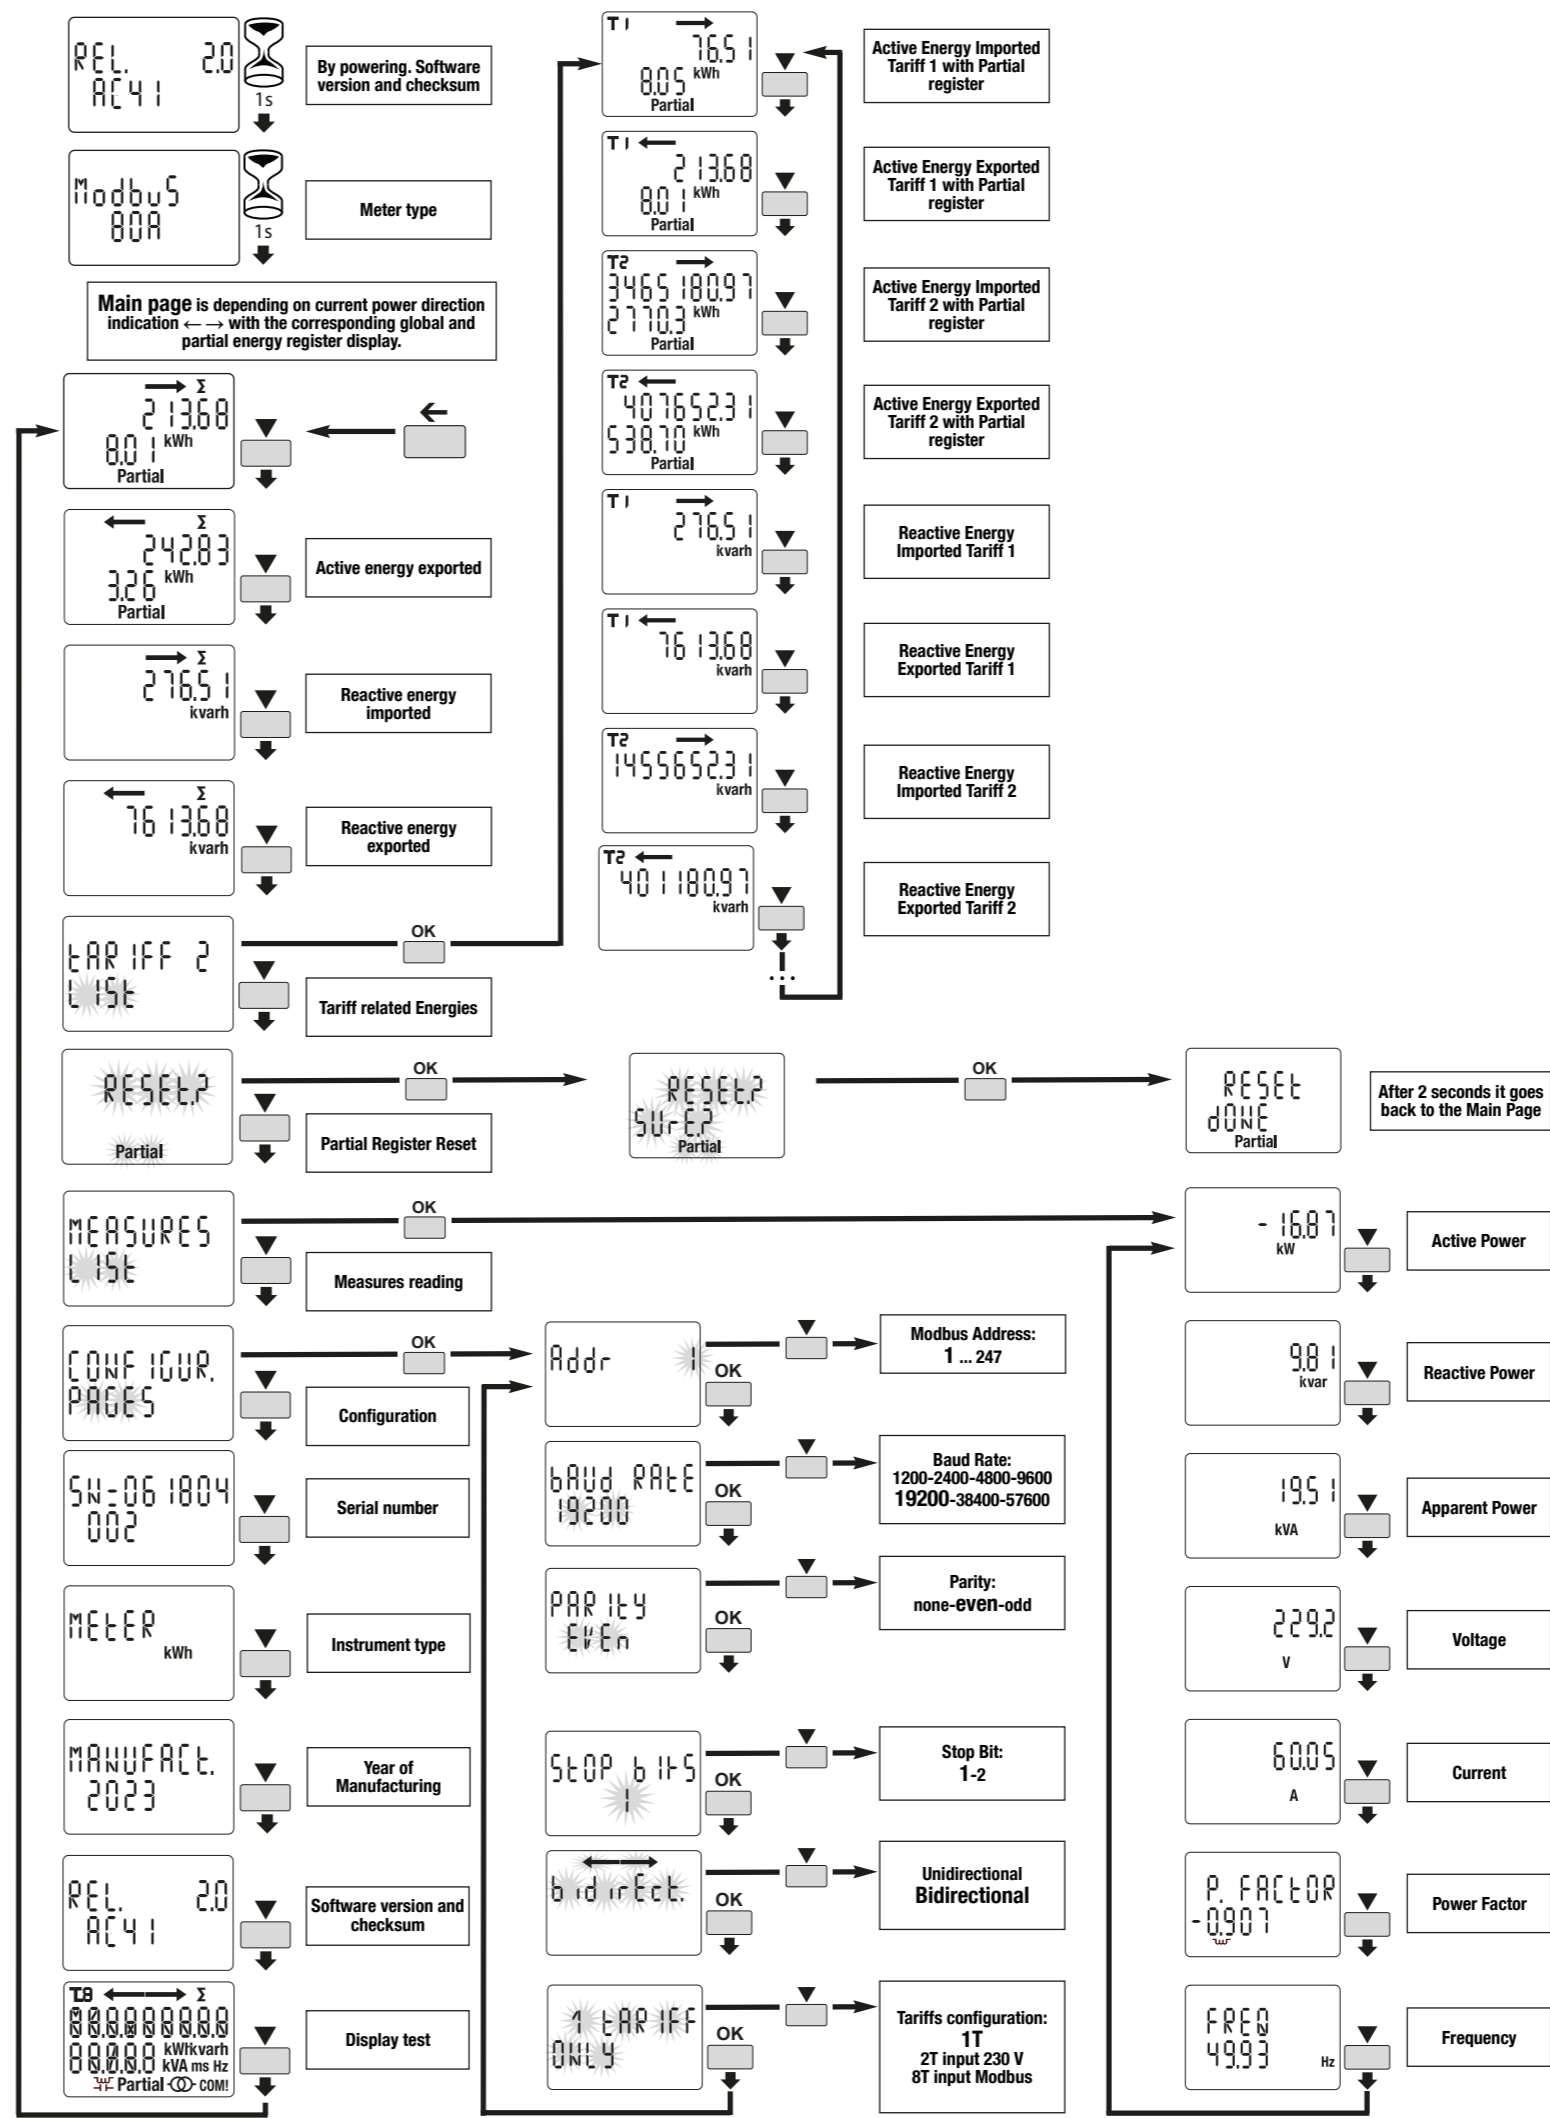 REL. 2.0
AC41
1s
By powering. Software
version and checksum
Modbus
80A
1s
Meter type
Main page is depending on current power direction
indication ← → with the corresponding global and
partial energy register display.
→ Σ
213.68
8.01 kWh
Partial
←
← Σ
242.83
3.26 kWh
Partial
Active energy exported
→ Σ
276.51
kvarh
Reactive energy
imported
← Σ
7613.68
kvarh
Reactive energy
exported
tARIFF 2
LISt
OK
Tariff related Energies
T1 →
76.51
8.05 kWh
Partial
Active Energy Imported
Tariff 1 with Partial
register
T1 ←
213.68
8.01 kWh
Partial
Active Energy Exported
Tariff 1 with Partial
register
T2 →
3465180.97
2770.3 kWh
Partial
Active Energy Imported
Tariff 2 with Partial
register
T2 ←
407652.31
538.70 kWh
Partial
Active Energy Exported
Tariff 2 with Partial
register
T1 →
276.51
kvarh
Reactive Energy
Imported Tariff 1
T1 ←
7613.68
kvarh
Reactive Energy
Exported Tariff 1
T2 →
1455652.31
kvarh
Reactive Energy
Imported Tariff 2
T2 ←
401180.97
kvarh
...
Reactive Energy
Exported Tariff 2
RESEt.?
Partial
OK
Partial Register Reset
RESEt.?
SUrE.?
Partial
OK
RESEt
dONE
Partial
After 2 seconds it goes
back to the Main Page
MEASURES
LISt
OK
Measures reading
-16.87
kW
Active Power
9.81
kvar
Reactive Power
19.51
kVA
Apparent Power
229.2
V
Voltage
60.05
A
Current
P. FACtOR
-0.907
Power Factor
FREQ
49.93 Hz
Frequency
CONFIGUR.
PAGES
OK
Configuration
Addr 1
OK
Modbus Address:
1 ... 247
bAUd RAtE
19200
OK
Baud Rate:
1200-2400-4800-9600
19200-38400-57600
PARItY
EVEn
OK
Parity:
none-even-odd
StOP bItS
1
OK
Stop Bit:
1-2
bidirEct.
OK
Unidirectional
Bidirectional
1 tARIFF
ONLY
OK
Tariffs configuration:
1T
2T input 230 V
8T input Modbus
SN=061804
002
Serial number
MEtER
kWh
Instrument type
MANUFACt.
2023
Year of
Manufacturing
REL. 2.0
AC41
Software version and
checksum
T.8 ← → Σ
kWhkvarh
kVA ms Hz
Partial COM!
Display test